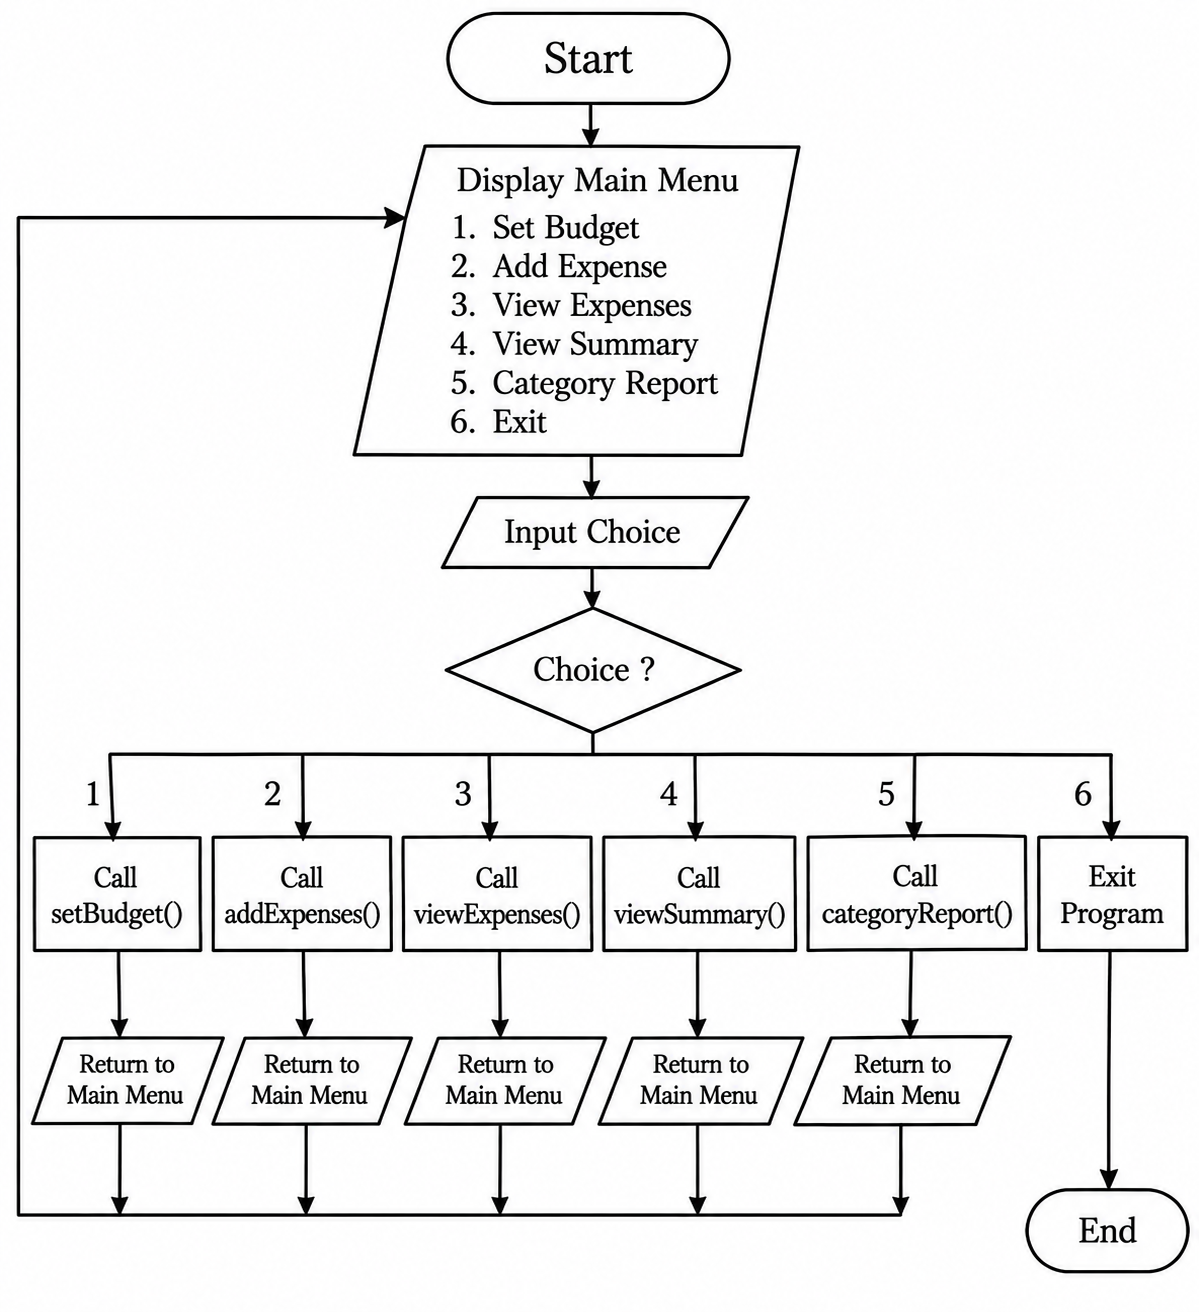 Start
Display Main Menu
1. Set Budget
2. Add Expense
3. View Expenses
4. View Summary
5. Category Report
6. Exit
Input Choice
Choice ?
1
2
3
4
5
6
Call
setBudget()
Call
addExpenses()
Call
viewExpenses()
Call
viewSummary()
Call
categoryReport()
Exit
Program
Return to
Main Menu
Return to
Main Menu
Return to
Main Menu
Return to
Main Menu
Return to
Main Menu
End